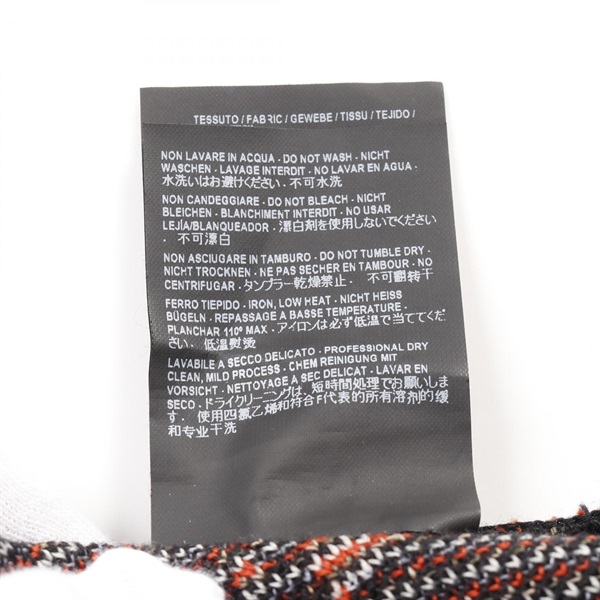 TESSUTO / FABRIC / GEWEBE / TISSU / TEJIDO /
NON LAVARE IN ACQUA - DO NOT WASH - NICHT
WASCHEN - LAVAGE INTERDIT - NO LAVAR EN AGUA -
水洗いはお避けください. 不可水洗
NON CANDEGGIARE - DO NOT BLEACH - NICHT
BLEICHEN - BLANCHIMENT INTERDIT - NO USAR
LEJÍA/BLANQUEADOR - 漂白剤を使用しないでください
. 不可漂白
NON ASCIUGARE IN TAMBURO - DO NOT TUMBLE DRY -
NICHT TROCKNEN - NE PAS SECHER EN TAMBOUR - NO
CENTRIFUGAR - タンブラー乾燥禁止. 不可翻转干
FERRO TIEPIDO - IRON, LOW HEAT - NICHT HEISS
BÜGELN - REPASSAGE A BASSE TEMPERATURE -
PLANCHAR 110º MAX - アイロンは必ず低温で当ててくだ
さい. 低温熨烫
LAVABILE A SECCO DELICATO - PROFESSIONAL DRY
CLEAN, MILD PROCESS - CHEM REINIGUNG MIT
VORSICHT - NETTOYAGE A SEC DELICAT - LAVAR EN
SECO - ドライクリーニングは、短時間処理でお願いしま
す. 使用四氯乙烯和符合F代表的所有溶剂的缓
和专业干洗